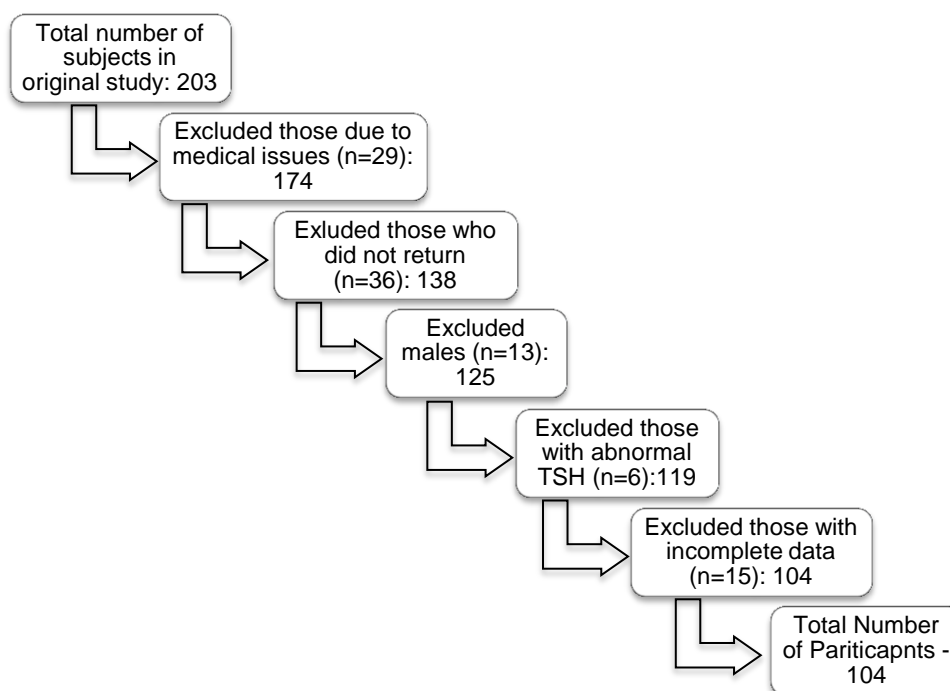 Total number of
subjects in
original study: 203
Excluded those due to
medical issues (n=29):
174
Exluded those who
did not return
(n=36): 138
Excluded
males (n=13):
125
Excluded those
with abnormal
TSH (n=6):119
Excluded those with
incomplete data
(n=15): 104
Total Number
of Pariticapnts -
104